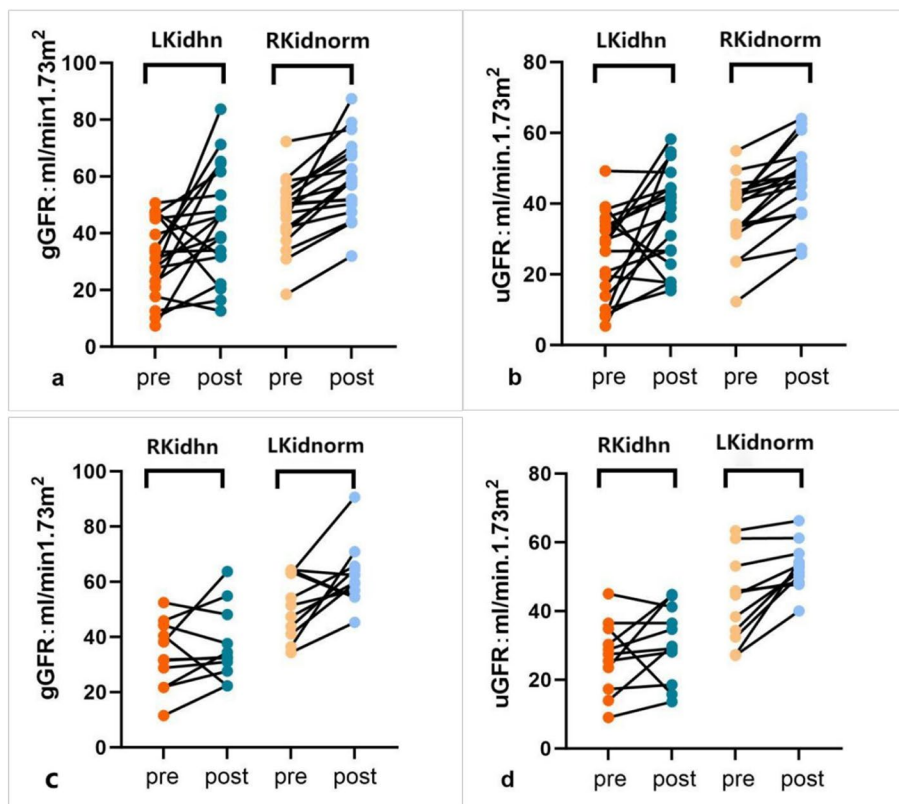 LKidhn RKidnorm
gGFR:ml/min1.73m²
100
80
60
40
20
0
pre post pre post
a
LKidhn RKidnorm
uGFR:ml/min.1.73m²
80
60
40
20
0
pre post pre post
b
RKidhn LKidnorm
gGFR:ml/min1.73m²
100
80
60
40
20
0
pre post pre post
c
RKidhn LKidnorm
uGFR:ml/min.1.73m²
80
60
40
20
0
pre post pre post
d